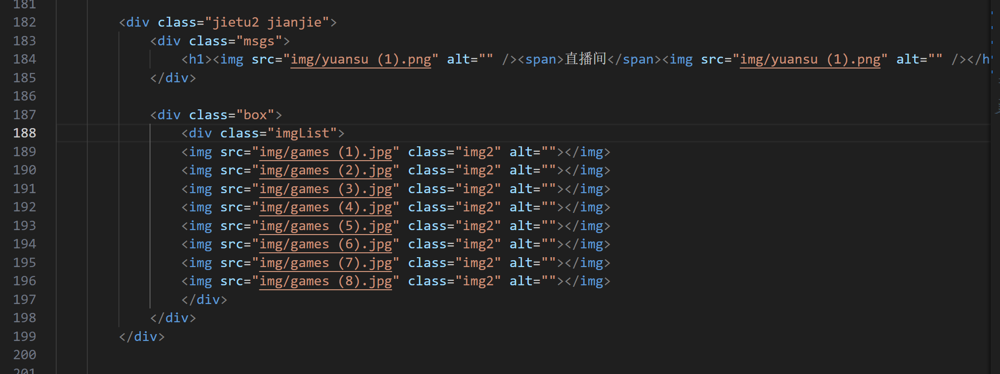 181
182 <div class="jietu2 jianjie">
183 <div class="msgs">
184 <h1><img src="img/yuansu (1).png" alt="" /><span>直播间</span><img src="img/yuansu (1).png" alt="" /></h
185 </div>
186
187 <div class="box">
188 <div class="imgList">
189 <img src="img/games (1).jpg" class="img2" alt=""></img>
190 <img src="img/games (2).jpg" class="img2" alt=""></img>
191 <img src="img/games (3).jpg" class="img2" alt=""></img>
192 <img src="img/games (4).jpg" class="img2" alt=""></img>
193 <img src="img/games (5).jpg" class="img2" alt=""></img>
194 <img src="img/games (6).jpg" class="img2" alt=""></img>
195 <img src="img/games (7).jpg" class="img2" alt=""></img>
196 <img src="img/games (8).jpg" class="img2" alt=""></img>
197 </div>
198 </div>
199 </div>
200
201